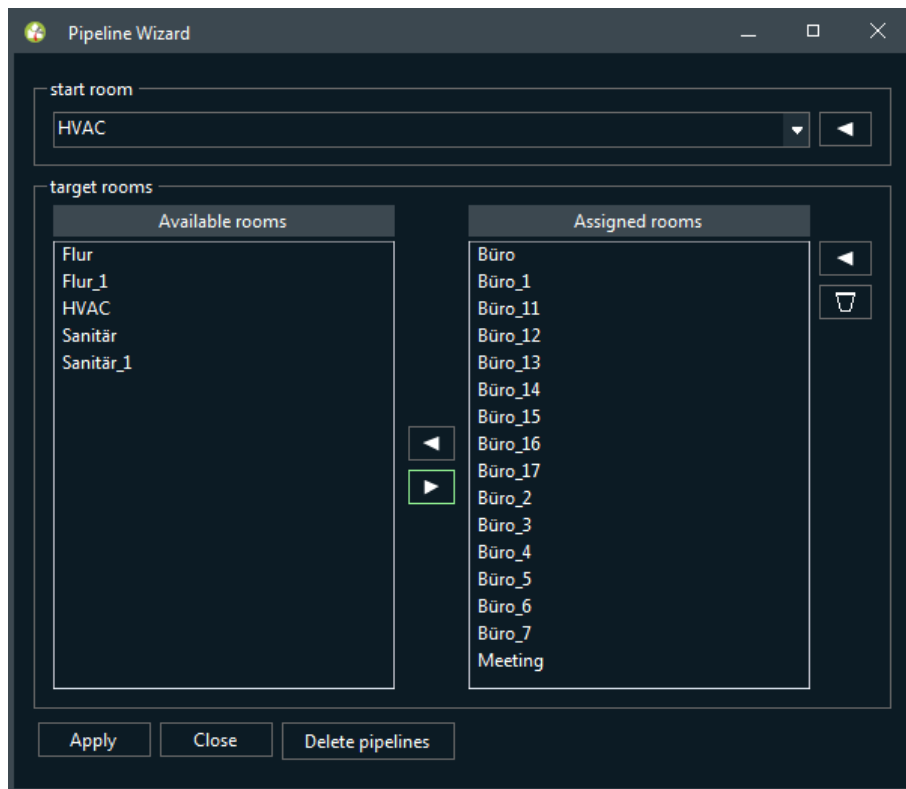 Pipeline Wizard
start room
HVAC
target rooms
Available rooms
Flur
Flur_1
HVAC
Sanitär
Sanitär_1
Assigned rooms
Büro
Büro_1
Büro_11
Büro_12
Büro_13
Büro_14
Büro_15
Büro_16
Büro_17
Büro_2
Büro_3
Büro_4
Büro_5
Büro_6
Büro_7
Meeting
Apply
Close
Delete pipelines